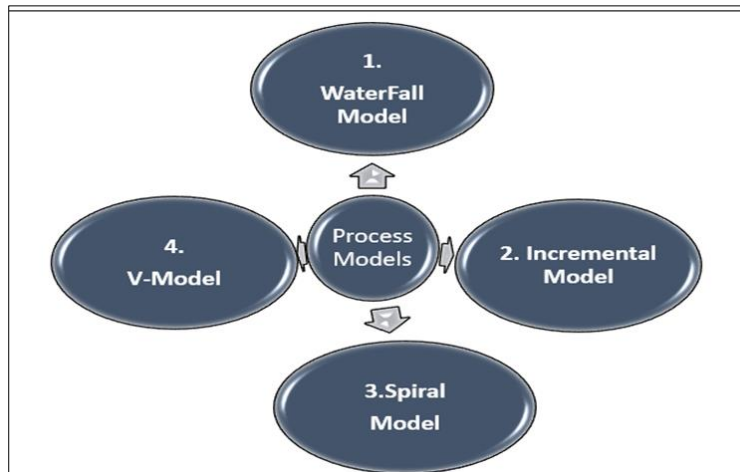 1.
WaterFall
Model
4.
V-Model
Process
Models
2. Incremental
Model
3.Spiral
Model